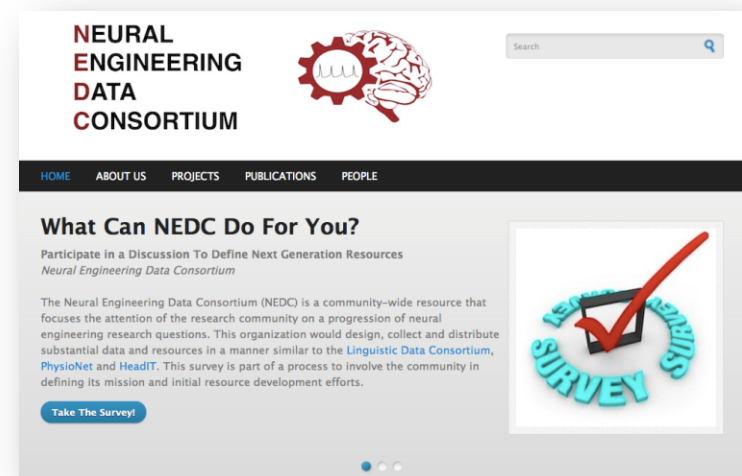 NEURAL
ENGINEERING
DATA
CONSORTIUM
Search
HOME ABOUT US PROJECTS PUBLICATIONS PEOPLE
What Can NEDC Do For You?
Participate in a Discussion To Define Next Generation Resources
Neural Engineering Data Consortium
The Neural Engineering Data Consortium (NEDC) is a community-wide resource that
focuses the attention of the research community on a progression of neural
engineering research questions. This organization would design, collect and distribute
substantial data and resources in a manner similar to the Linguistic Data Consortium,
PhysioNet and HeadIT. This survey is part of a process to involve the community in
defining its mission and initial resource development efforts.
Take The Survey!
SURVEY
SURVEY
SURVEY